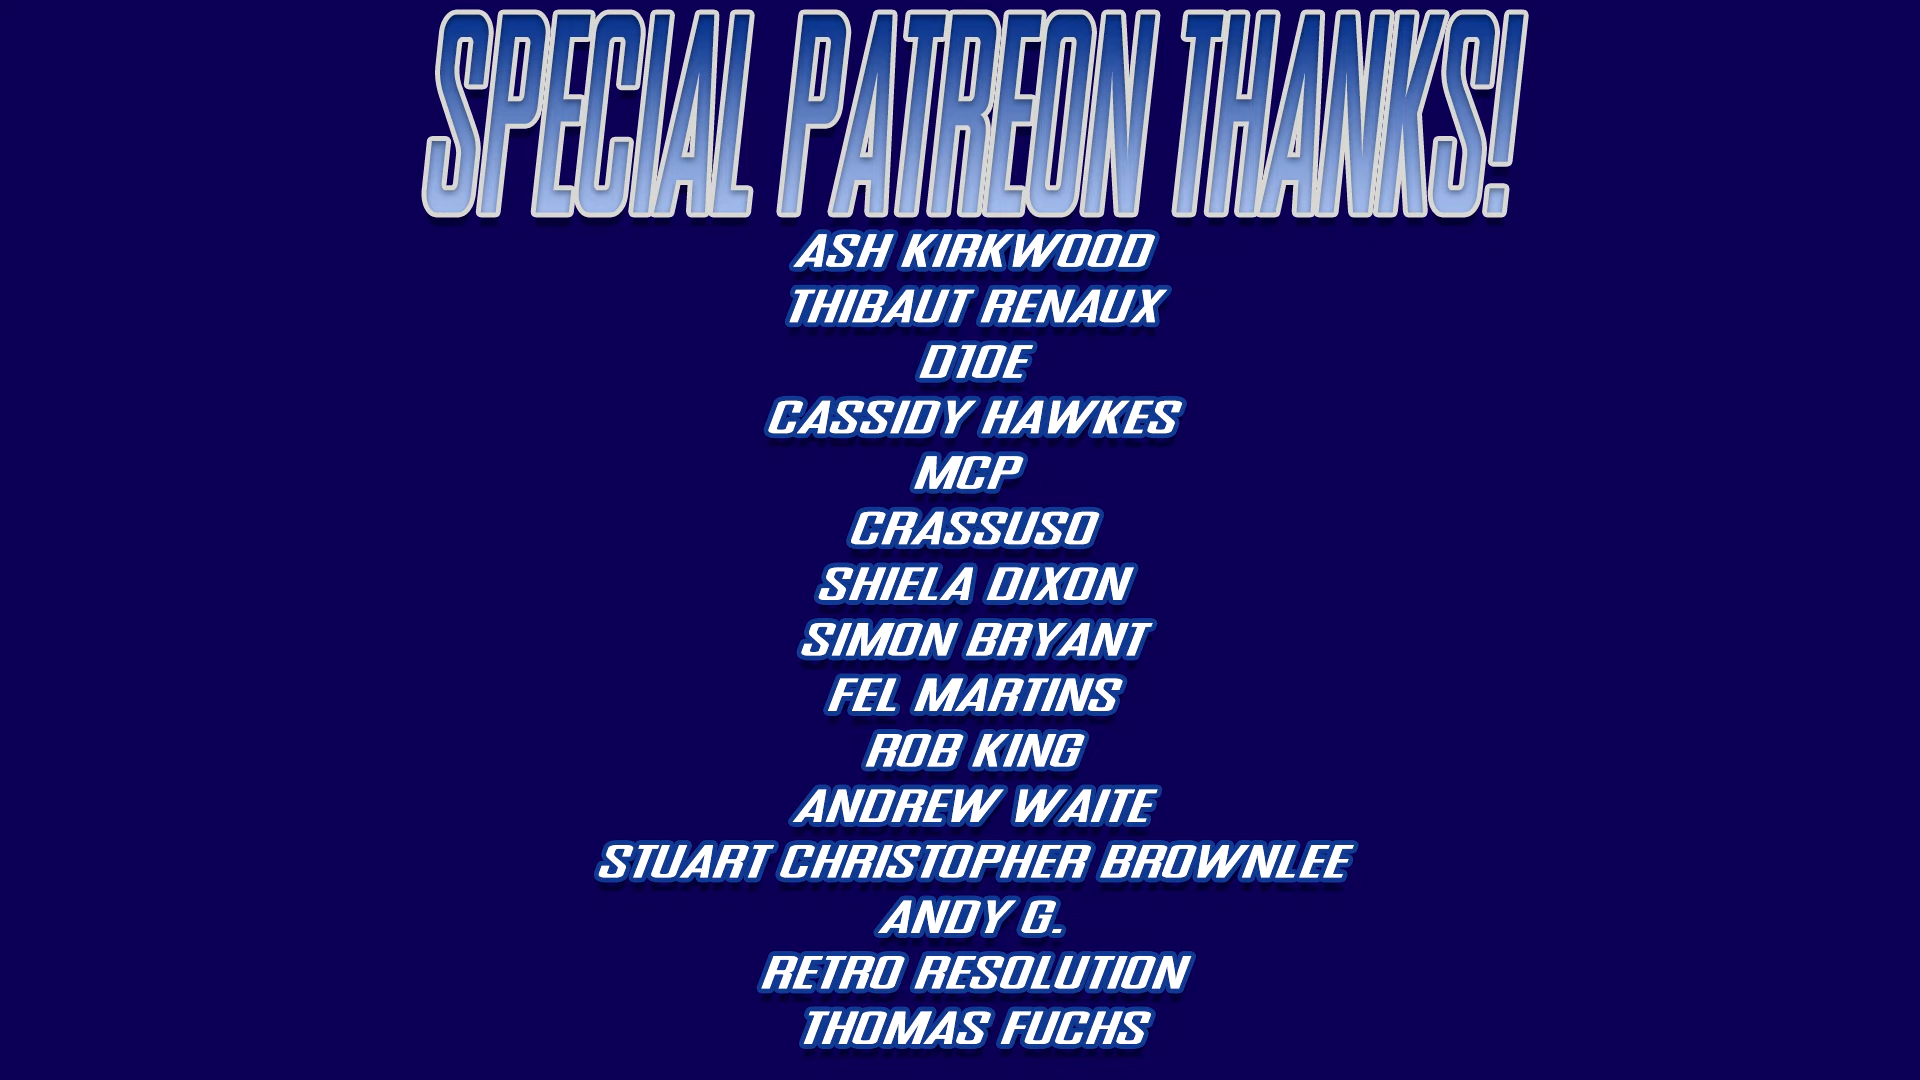 SPECIAL PATREON THANKS!
ASH KIRKWOOD
THIBAUT RENAUX
D10E
CASSIDY HAWKES
MCP
CRASSUSO
SHIELA DIXON
SIMON BRYANT
FEL MARTINS
ROB KING
ANDREW WAITE
STUART CHRISTOPHER BROWNLEE
ANDY G.
RETRO RESOLUTION
THOMAS FUCHS